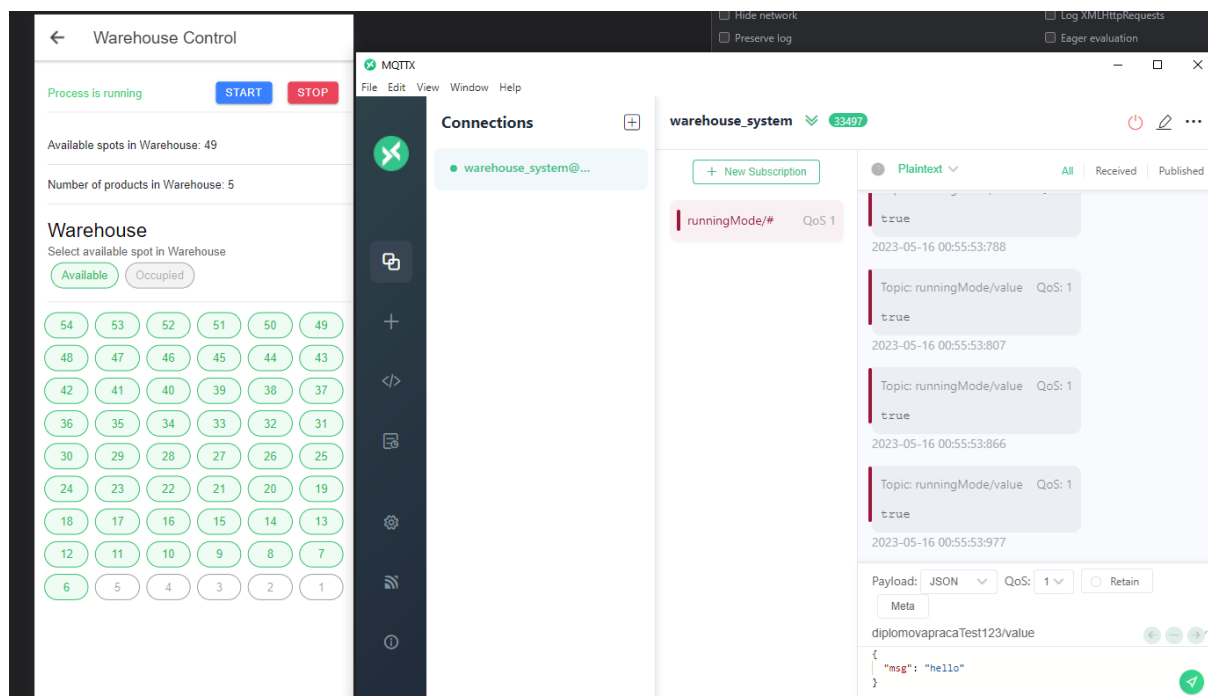 Hide network
Log XMLHttpRequests
Preserve log
Eager evaluation
Warehouse Control
Process is running
START
STOP
Available spots in Warehouse: 49
Number of products in Warehouse: 5
Warehouse
Select available spot in Warehouse
Available
Occupied
54 53 52 51 50 49
48 47 46 45 44 43
42 41 40 39 38 37
36 35 34 33 32 31
30 29 28 27 26 25
24 23 22 21 20 19
18 17 16 15 14 13
12 11 10 9 8 7
6 5 4 3 2 1
MQTTX
File Edit View Window Help
Connections
warehouse_system@...
warehouse_system 33497
+ New Subscription
runningMode/# QoS 1
Plaintext
All Received Published
true
2023-05-16 00:55:53:788
Topic: runningMode/value QoS: 1
true
2023-05-16 00:55:53:807
Topic: runningMode/value QoS: 1
true
2023-05-16 00:55:53:866
Topic: runningMode/value QoS: 1
true
2023-05-16 00:55:53:977
Payload: JSON QoS: 1 Retain
Meta
diplomovapracaTest123/value
{
"msg": "hello"
}